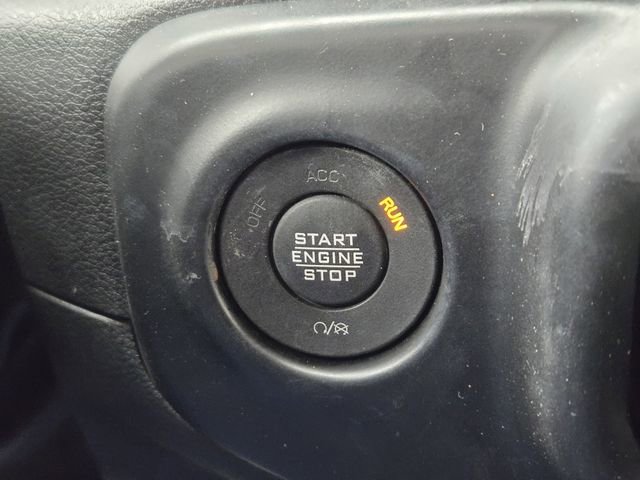 OFF
ACC
RUN
START
ENGINE
STOP